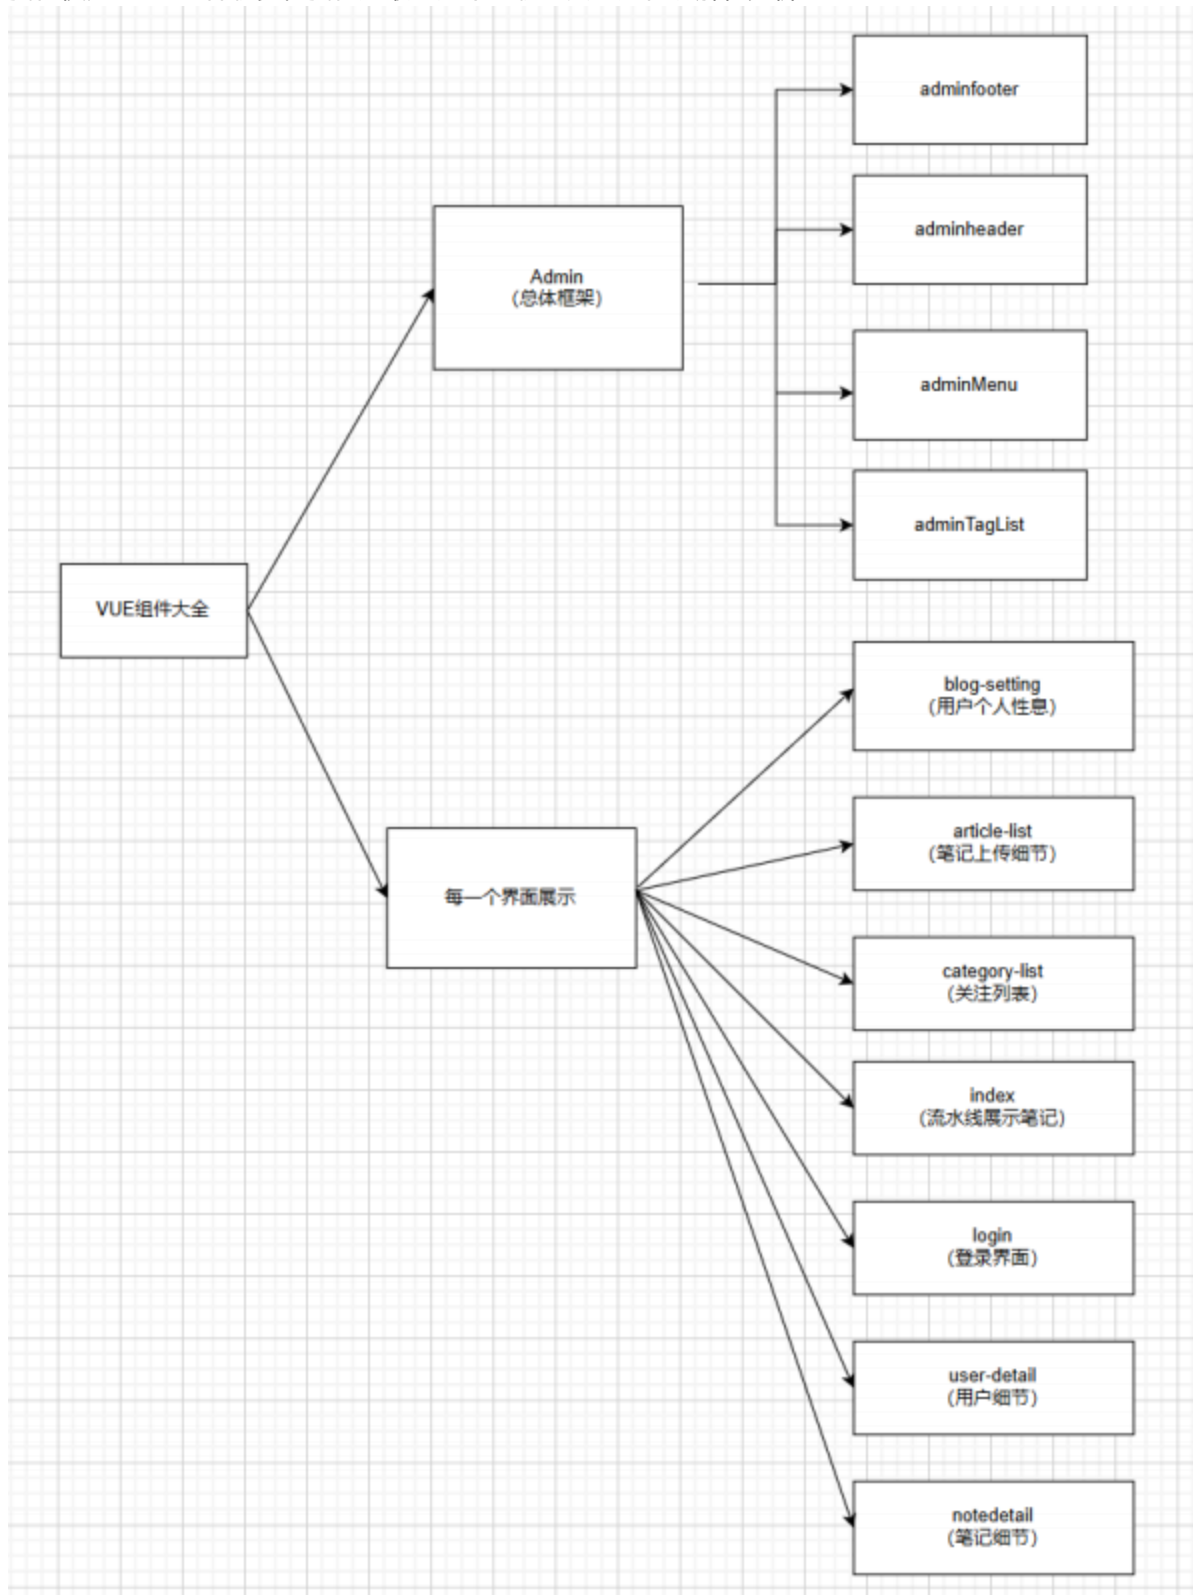 adminfooter
adminheader
Admin
(总体框架)
adminMenu
adminTagList
VUE组件大全
blog-setting
(用户个人性息)
article-list
(笔记上传细节)
每一个界面展示
category-list
(关注列表)
index
(流水线展示笔记)
login
(登录界面)
user-detail
(用户细节)
notedetail
(笔记细节)